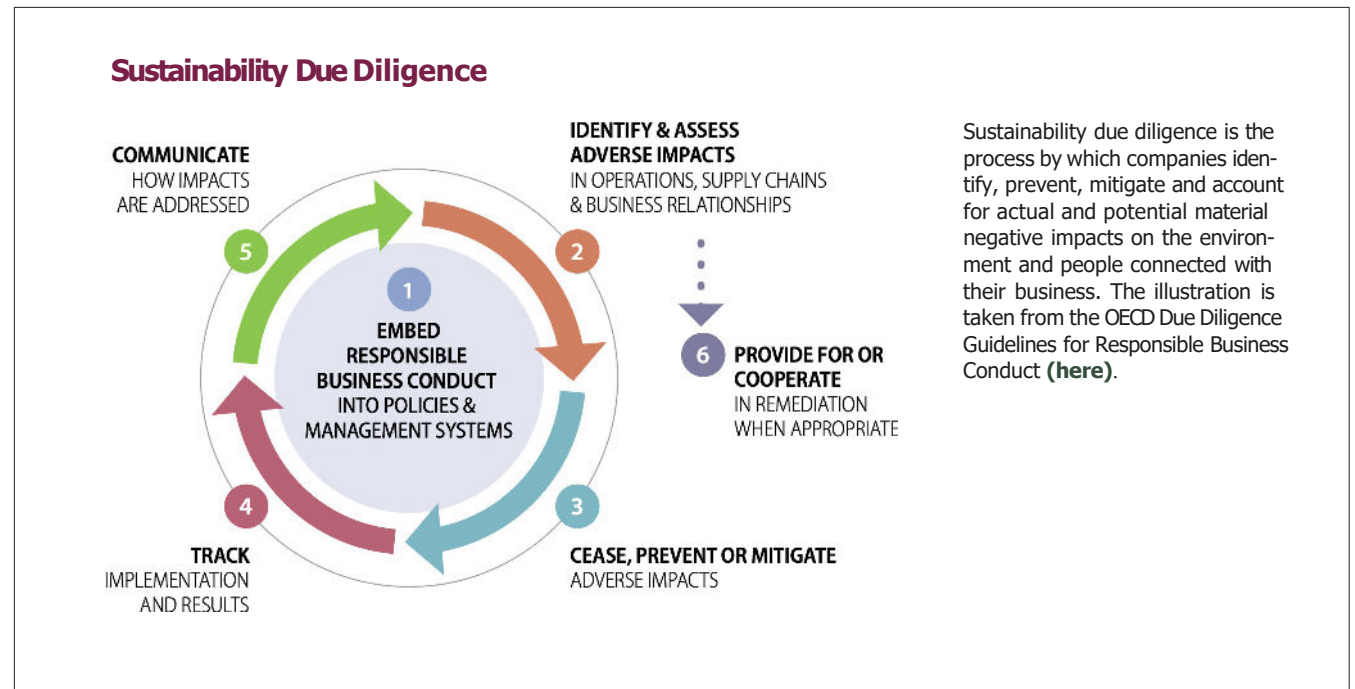 Sustainability Due Diligence
1
EMBED
RESPONSIBLE
BUSINESS CONDUCT
INTO POLICIES &
MANAGEMENT SYSTEMS
IDENTIFY & ASSESS
ADVERSE IMPACTS
IN OPERATIONS, SUPPLY CHAINS
& BUSINESS RELATIONSHIPS
2
3
CEASE, PREVENT OR MITIGATE
ADVERSE IMPACTS
4
TRACK
IMPLEMENTATION
AND RESULTS
COMMUNICATE
HOW IMPACTS
ARE ADDRESSED
5
6
PROVIDE FOR OR
COOPERATE
IN REMEDIATION
WHEN APPROPRIATE
Sustainability due diligence is the
process by which companies iden-
tify, prevent, mitigate and account
for actual and potential material
negative impacts on the environ-
ment and people connected with
their business. The illustration is
taken from the OECD Due Diligence
Guidelines for Responsible Business
Conduct (here).